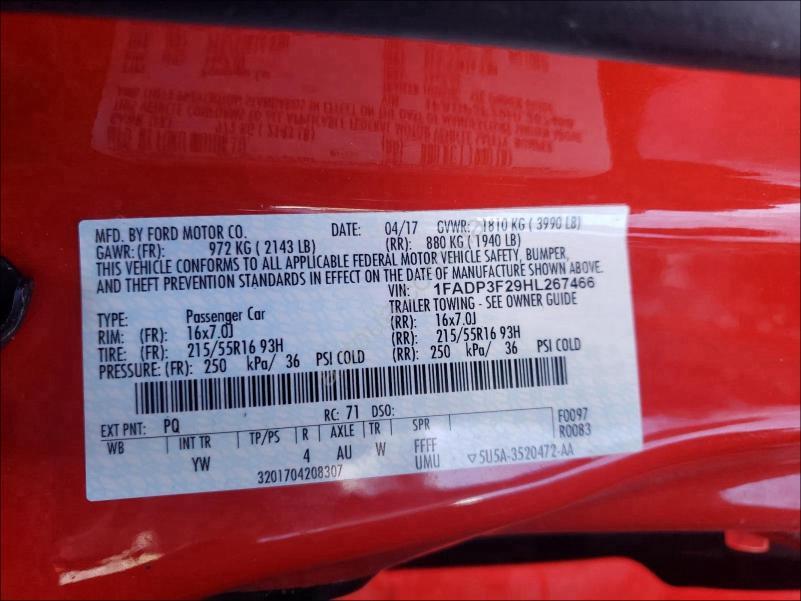 MFD. BY FORD MOTOR CO. DATE: 04/17 GVWR: 1810 KG ( 3990 LB)
GAWR: (FR): 972 KG ( 2143 LB) (RR): 880 KG ( 1940 LB)
THIS VEHICLE CONFORMS TO ALL APPLICABLE FEDERAL MOTOR VEHICLE SAFETY, BUMPER,
AND THEFT PREVENTION STANDARDS IN EFFECT ON THE DATE OF MANUFACTURE SHOWN ABOVE.
VIN: 1FADP3F29HL267466
TRAILER TOWING - SEE OWNER GUIDE
TYPE: Passenger Car
RIM: (FR): 16x7.0J (RR): 16x7.0J
TIRE: (FR): 215/55R16 93H (RR): 215/55R16 93H
PRESSURE: (FR): 250 kPa/ 36 PSI COLD (RR): 250 kPa/ 36 PSI COLD
EXT PNT: PQ RC: 71 DSO: F0097
WB INT TR TP/PS R AXLE TR SPR R0083
YW 4 AU W FFFF
UMU 5U5A-3520472-AA
3201704208307